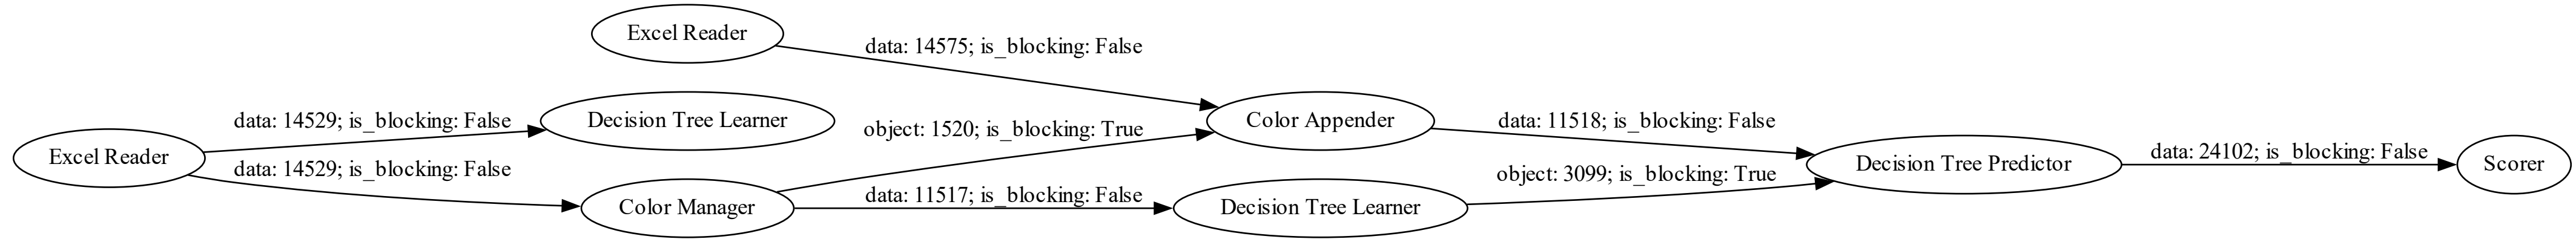 Excel Reader
data: 14575; is_blocking: False
data: 14529; is_blocking: False
Decision Tree Learner
object: 1520; is_blocking: True
Color Appender
data: 11518; is_blocking: False
Excel Reader
data: 14529; is_blocking: False
Color Manager
data: 11517; is_blocking: False
Decision Tree Learner
object: 3099; is_blocking: True
Decision Tree Predictor
data: 24102; is_blocking: False
Scorer